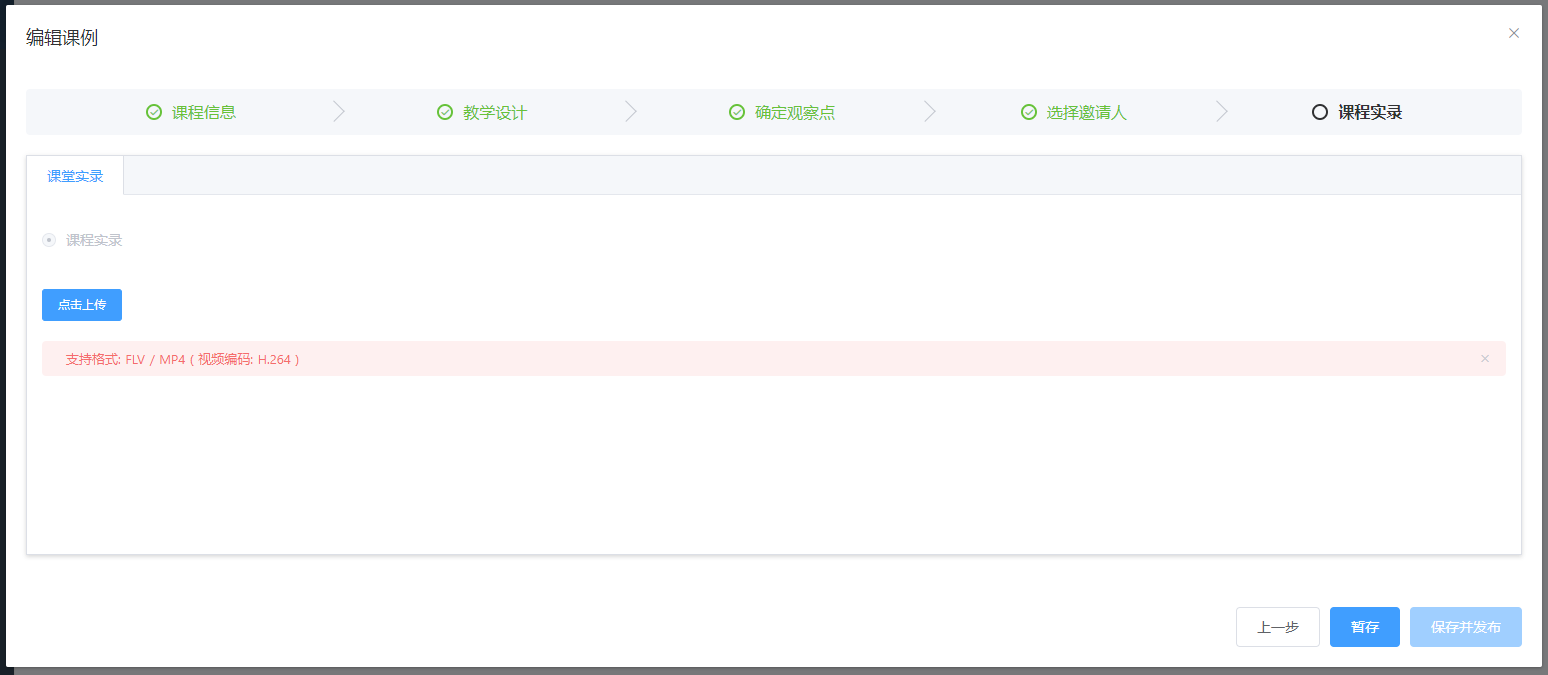 编辑课例
课程信息
教学设计
确定观察点
选择邀请人
课程实录
课堂实录
课程实录
点击上传
支持格式: FLV / MP4 ( 视频编码: H.264 )
上一步
暂存
保存并发布